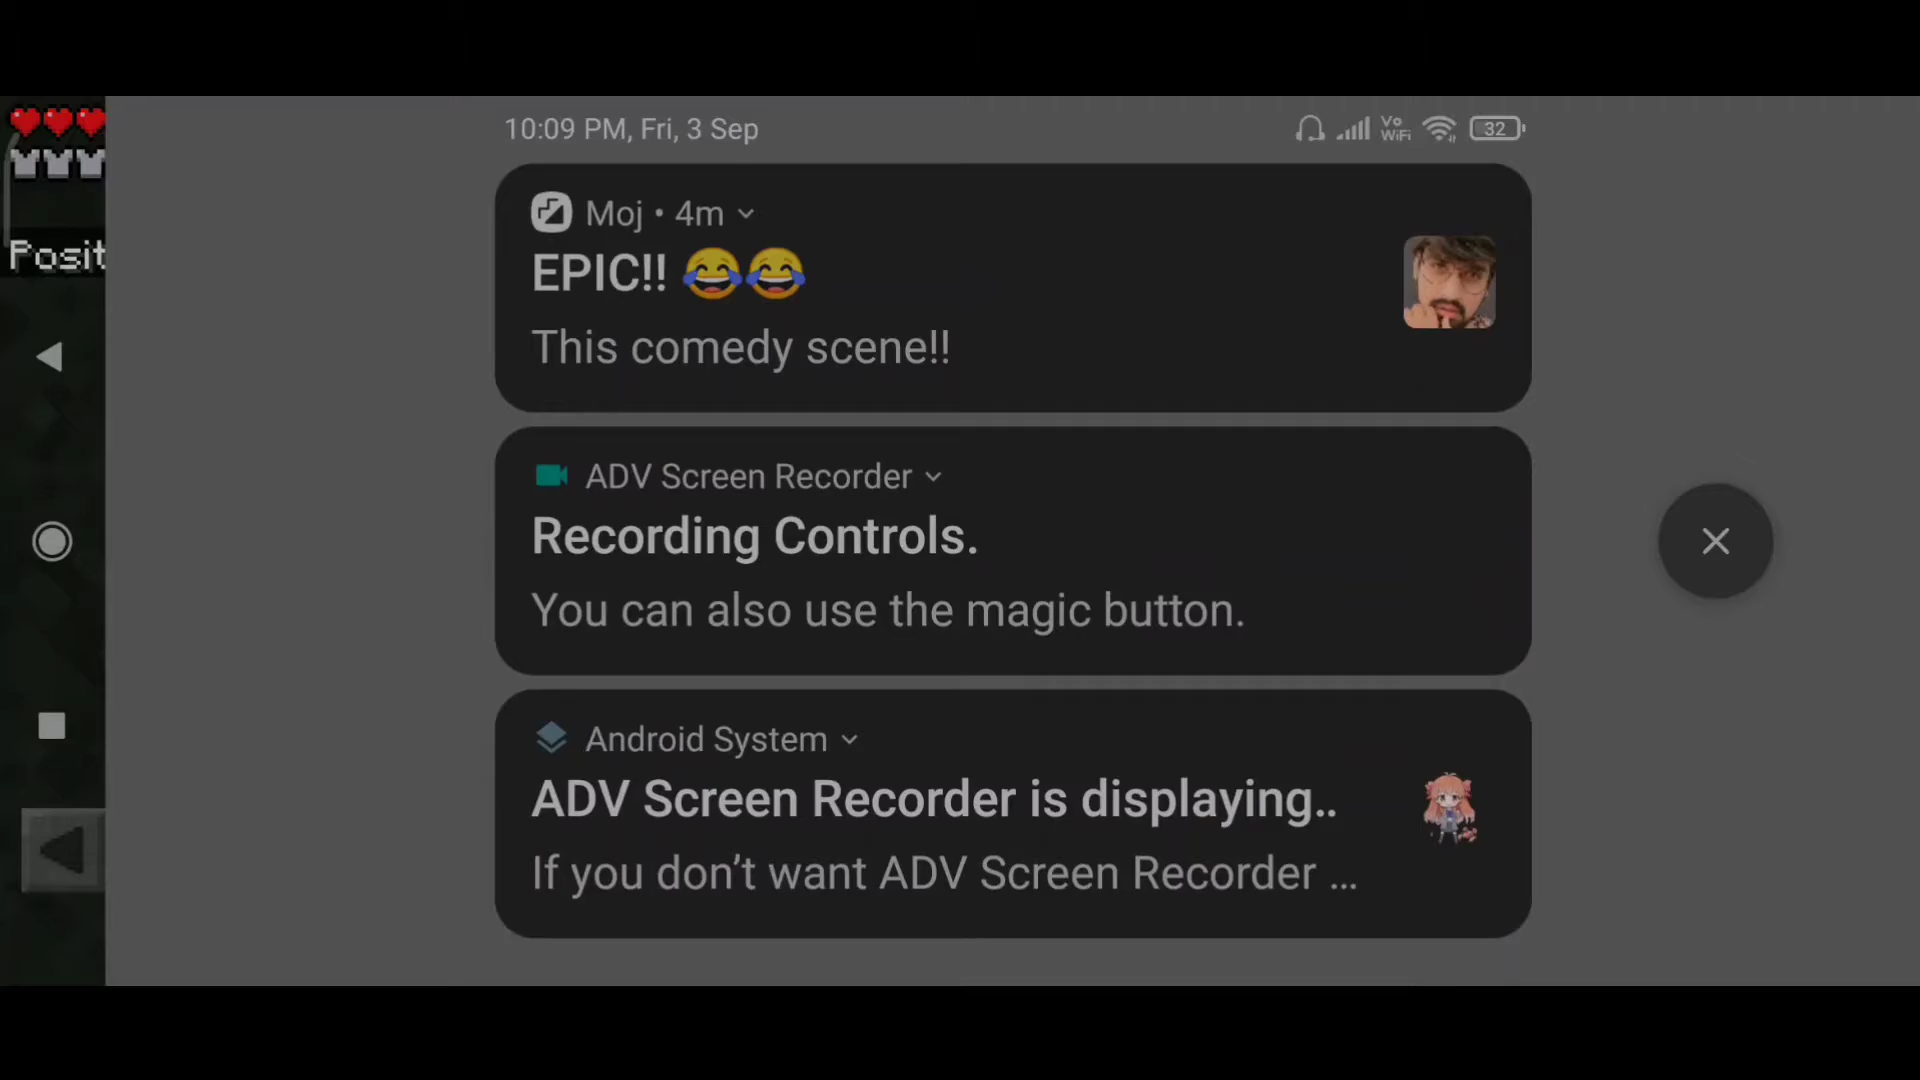 10:09 PM, Fri, 3 Sep
Vo
WiFi
32
Moj • 4m
EPIC!! 😂😂
This comedy scene!!
Posit
ADV Screen Recorder
Recording Controls.
You can also use the magic button.
Android System
ADV Screen Recorder is displaying..
If you don’t want ADV Screen Recorder ...